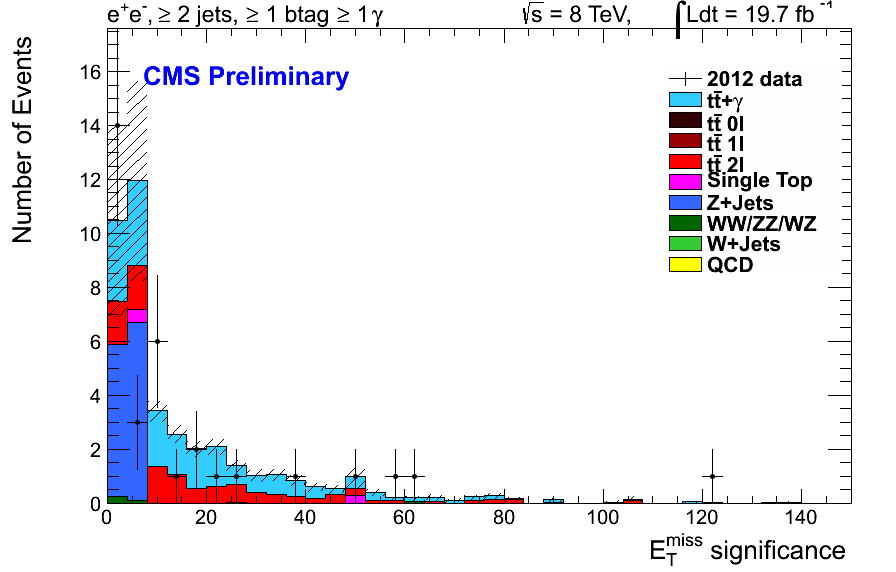 e⁺e⁻, ≥ 2 jets, ≥ 1 btag ≥ 1 γ
√s = 8 TeV, ∫Ldt = 19.7 fb⁻¹
CMS Preliminary
2012 data
tt̄+γ
tt̄ 0l
tt̄ 1l
tt̄ 2l
Single Top
Z+Jets
WW/ZZ/WZ
W+Jets
QCD
Number of Events
16
14
12
10
8
6
4
2
0
0 20 40 60 80 100 120 140
E_T^miss significance